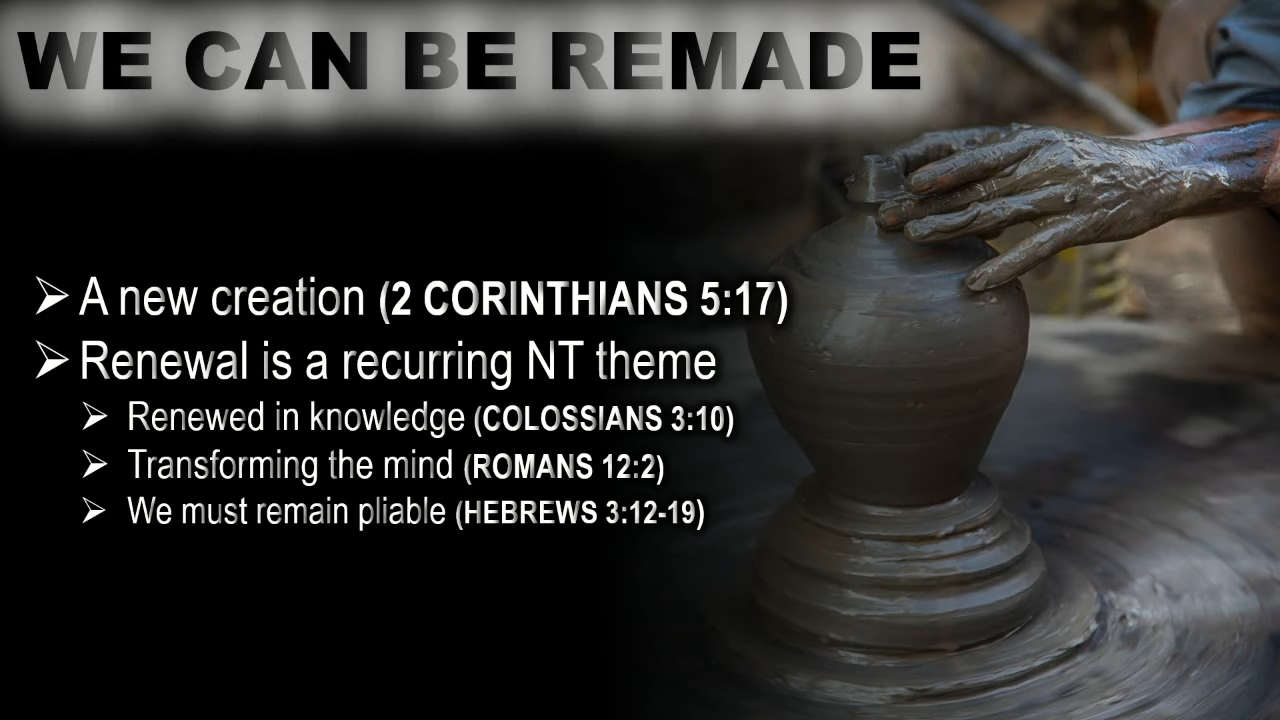 WE CAN BE REMADE
➢ A new creation (2 CORINTHIANS 5:17)
➢ Renewal is a recurring NT theme
➢ Renewed in knowledge (COLOSSIANS 3:10)
➢ Transforming the mind (ROMANS 12:2)
➢ We must remain pliable (HEBREWS 3:12-19)